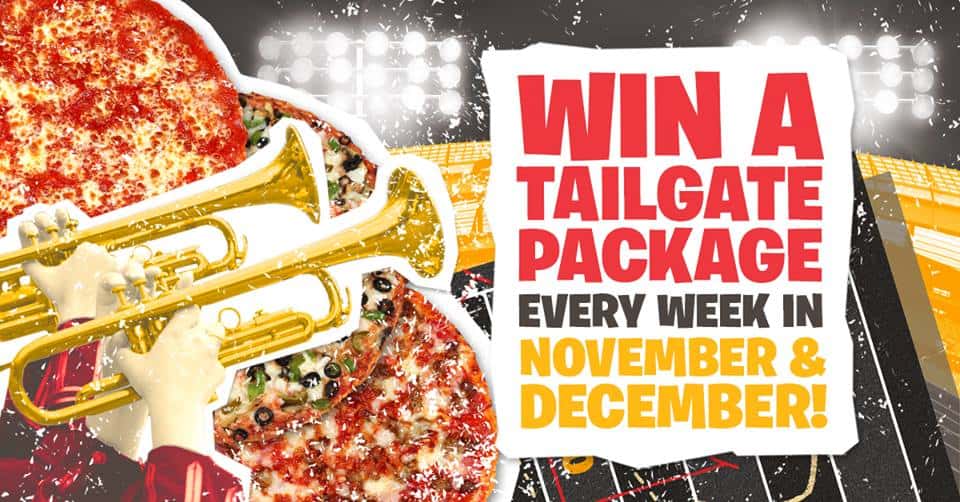 WIN A
TAILGATE
PACKAGE
EVERY WEEK IN
NOVEMBER &
DECEMBER!